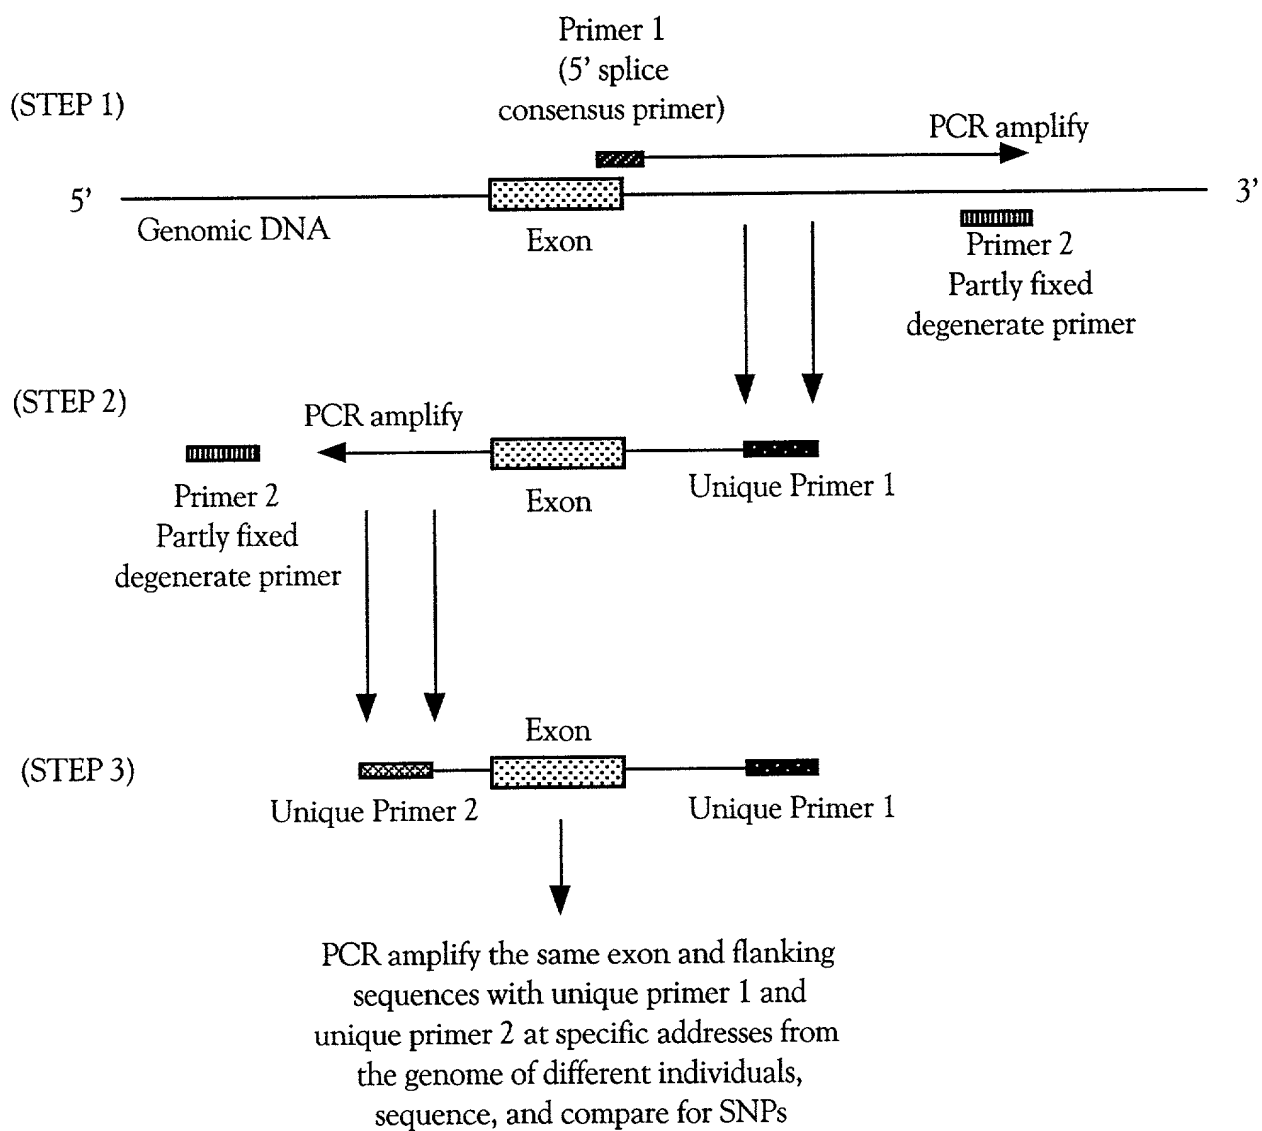 Primer 1
(5’ splice
consensus primer)
(STEP 1)
PCR amplify
5’
3’
Genomic DNA
Exon
Primer 2
Partly fixed
degenerate primer
(STEP 2)
PCR amplify
Primer 2
Partly fixed
degenerate primer
Exon
Unique Primer 1
(STEP 3)
Exon
Unique Primer 2
Unique Primer 1
PCR amplify the same exon and flanking
sequences with unique primer 1 and
unique primer 2 at specific addresses from
the genome of different individuals,
sequence, and compare for SNPs